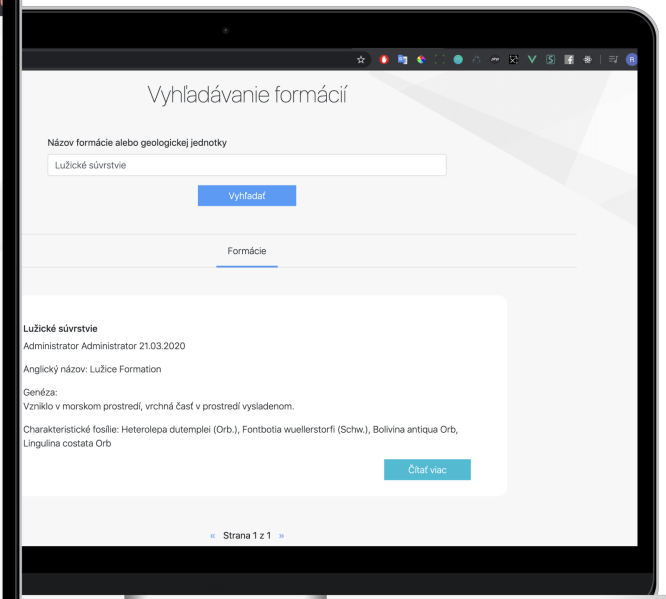 Vyhľadávanie formácií
Názov formácie alebo geologickej jednotky
Lužické súvrstvie
Vyhľadať
Formácie
Lužické súvrstvie
Administrator Administrator 21.03.2020
Anglický názov: Lužice Formation
Genéza:
Vzniklo v morskom prostredí, vrchná časť v prostredí vysladenom.
Charakteristické fosílie: Heterolepa dutemplei (Orb.), Fontbotia wuellerstorfi (Schw.), Bolivina antiqua Orb,
Lingulina costata Orb
Čítať viac
« Strana 1 z 1 »